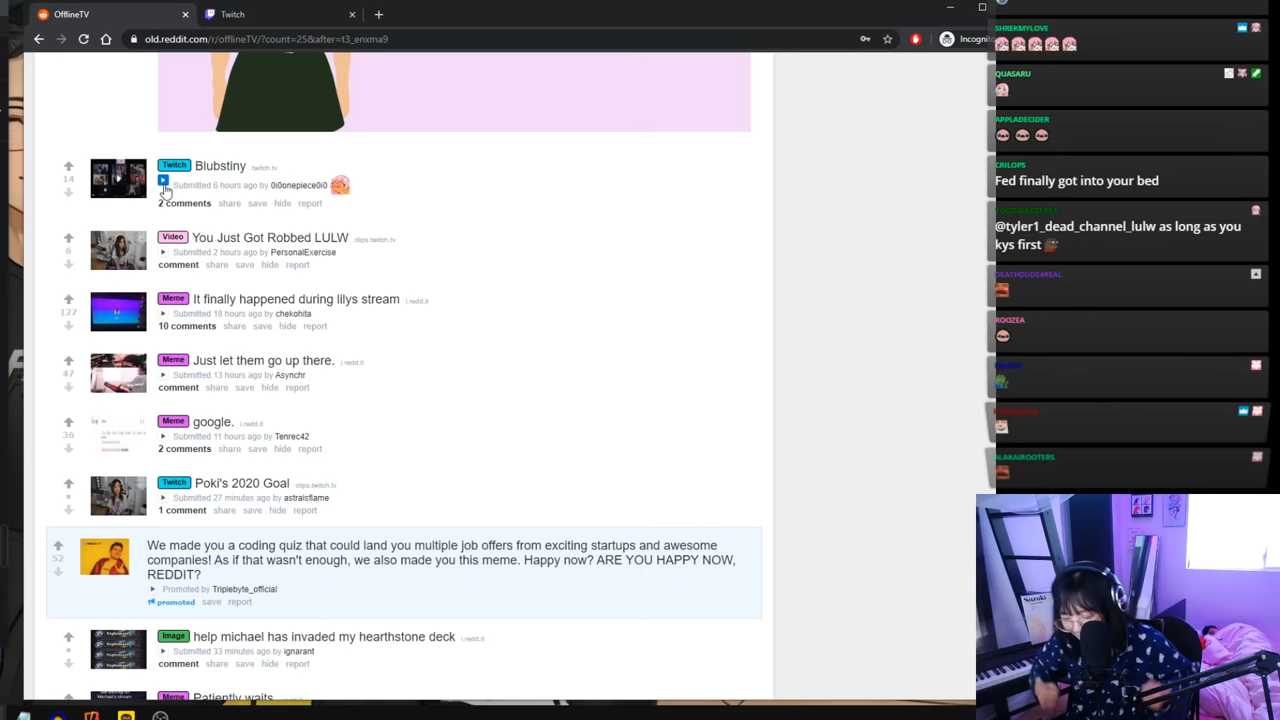 OfflineTV
Twitch
old.reddit.com/r/offlineTV/?count=25&after=t3_enxma9
Incognit
14
Twitch Blubstiny twitch.tv
Submitted 6 hours ago by 0i0onepiece0i0
2 comments share save hide report
6
Video You Just Got Robbed LULW clips.twitch.tv
Submitted 2 hours ago by PersonalExercise
comment share save hide report
127
Meme It finally happened during lilys stream i.redd.it
Submitted 18 hours ago by chekohita
10 comments share save hide report
47
Meme Just let them go up there. i.redd.it
Submitted 13 hours ago by Asynchr
comment share save hide report
36
Meme google. i.redd.it
Submitted 11 hours ago by Tenrec42
2 comments share save hide report
Twitch Poki's 2020 Goal clips.twitch.tv
Submitted 27 minutes ago by astralsflame
1 comment share save hide report
52
We made you a coding quiz that could land you multiple job offers from exciting startups and awesome
companies! As if that wasn't enough, we also made you this meme. Happy now? ARE YOU HAPPY NOW,
REDDIT?
Promoted by Triplebyte_official
promoted save report
Image help michael has invaded my hearthstone deck i.redd.it
Submitted 33 minutes ago by ignarant
comment share save hide report
Meme Patiently waits
SHREKMYLOVE
QUASARU
APPLADECIDER
CRILOPS
Fed finally got into your bed
@tyler1_dead_channel_lulw as long as
you kys first
DEATHDUDE4REAL
ROOZEA
ALAKAIROOTERS
Suzuki